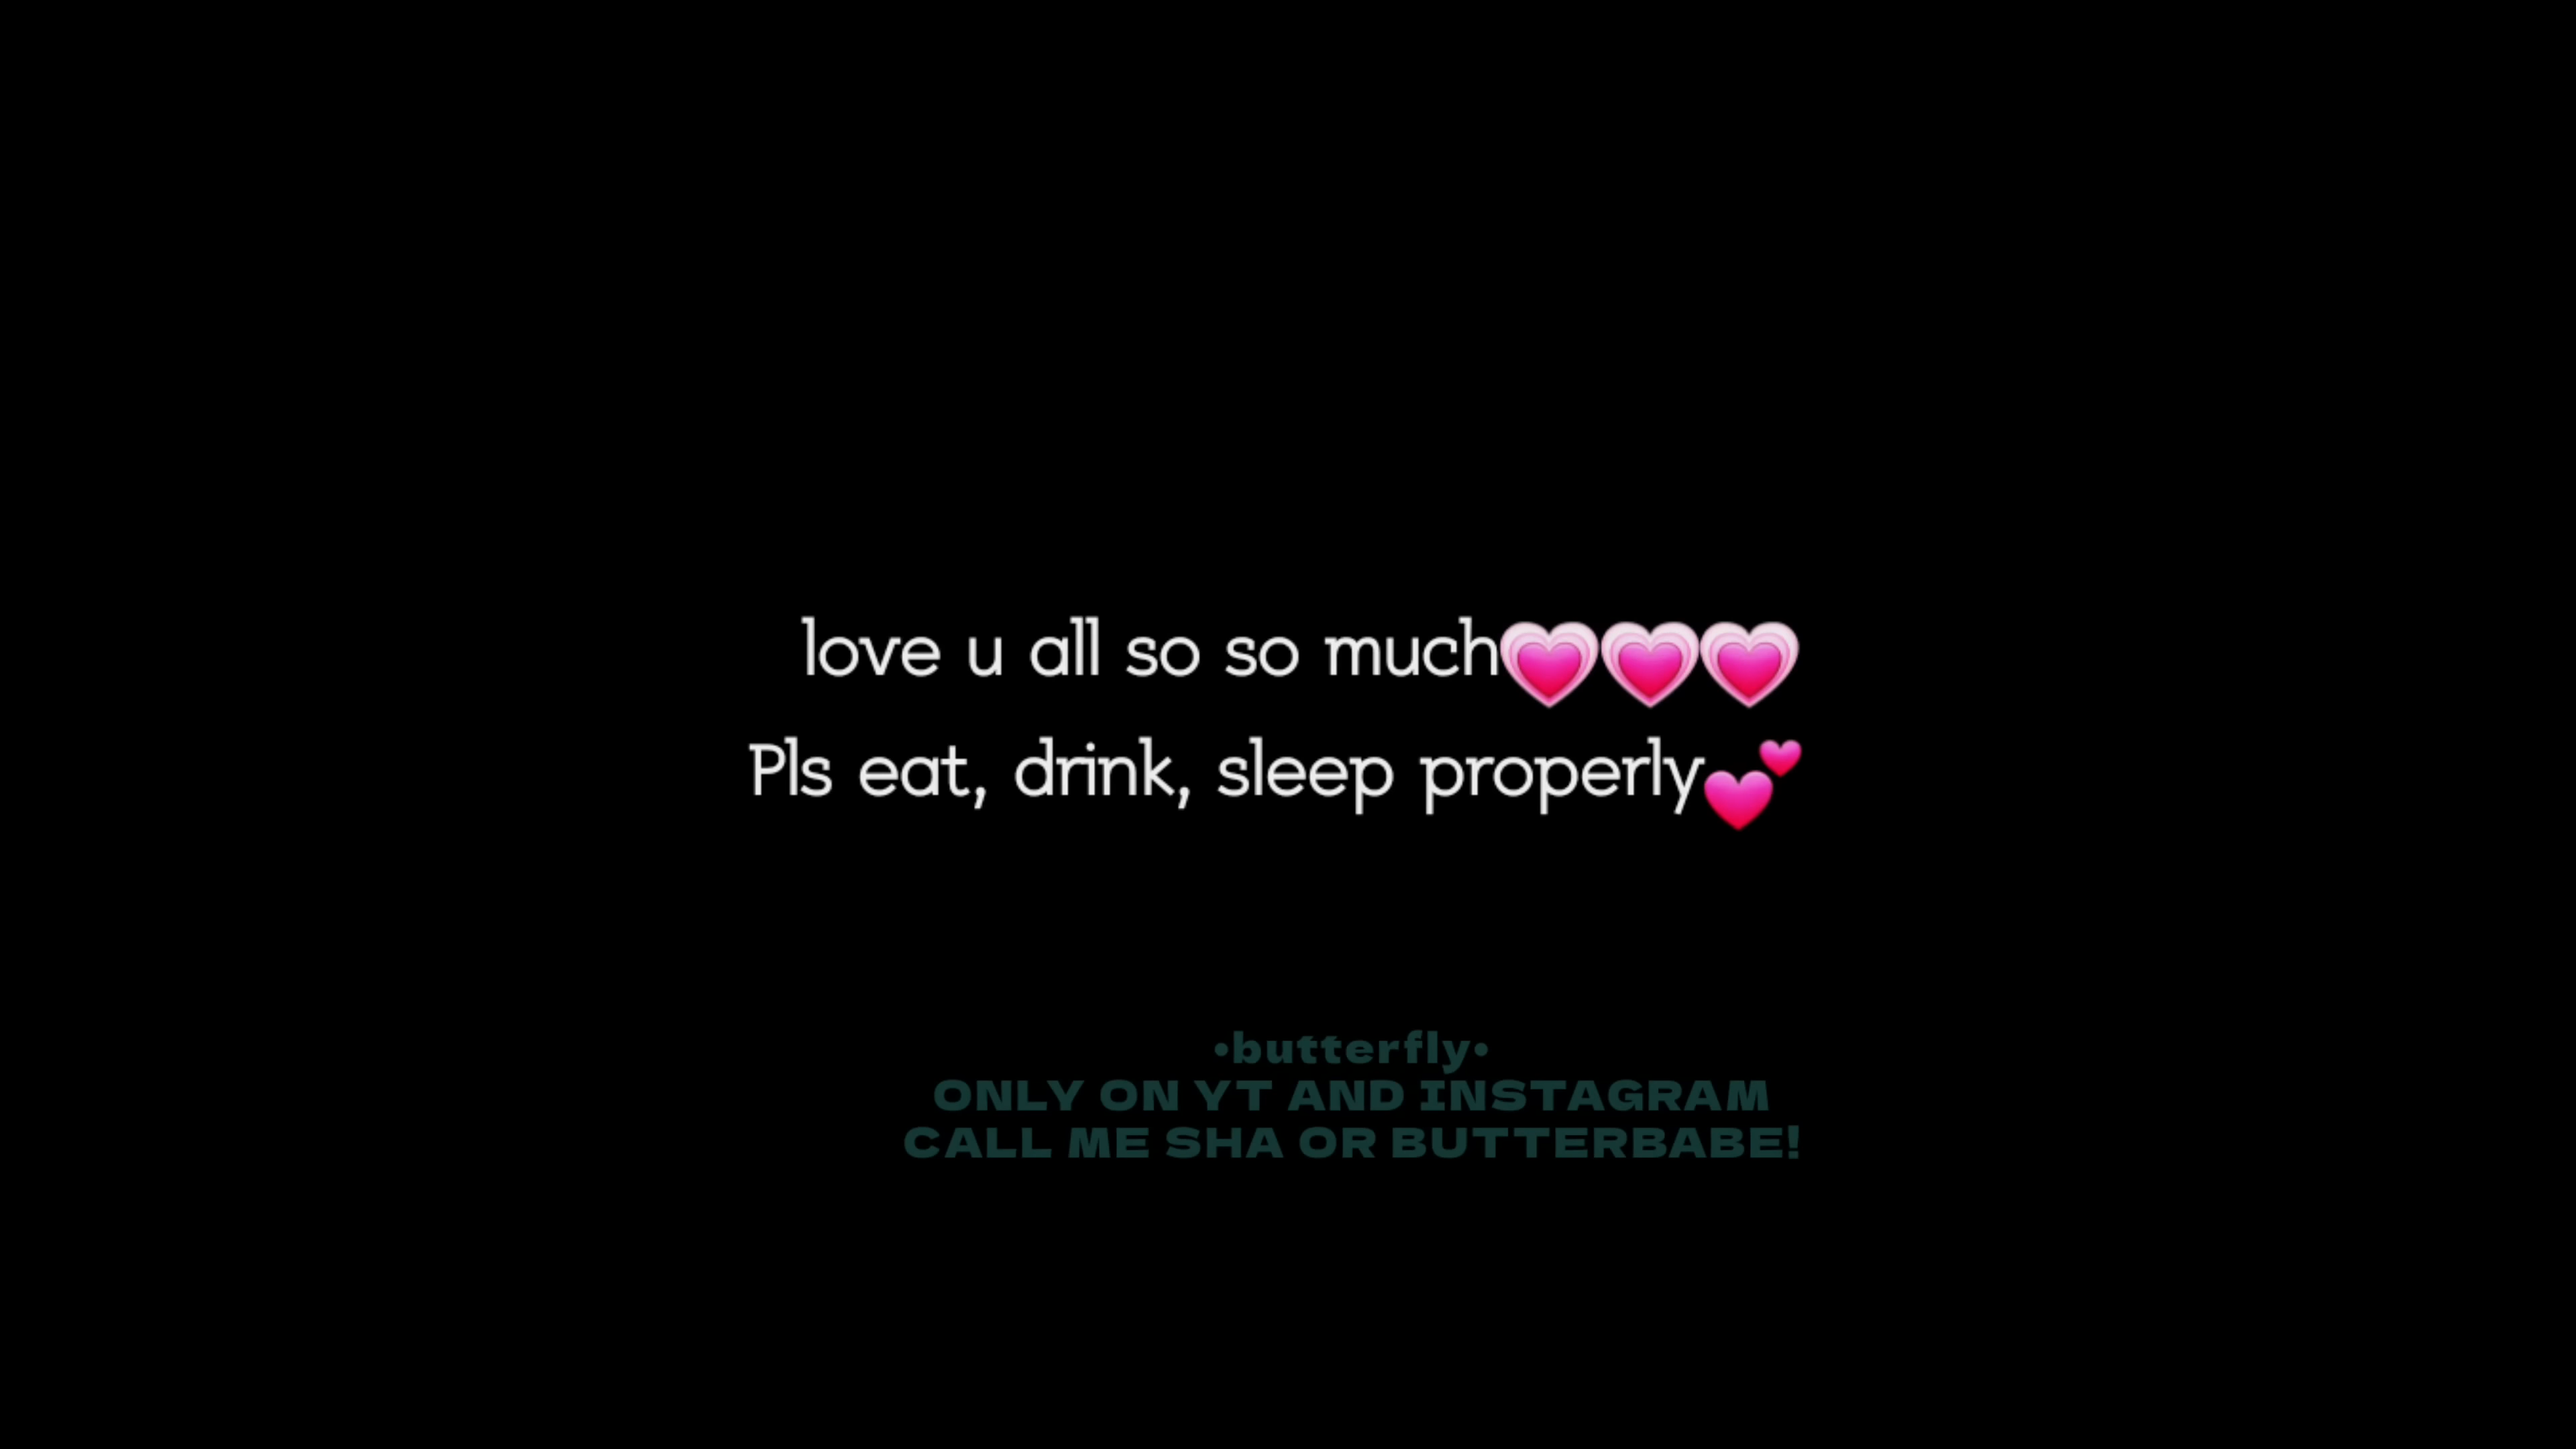 love u all so so much💗💗💗
Pls eat, drink, sleep properly💕
•butterfly•
ONLY ON YT AND INSTAGRAM
CALL ME SHA OR BUTTERBABE!